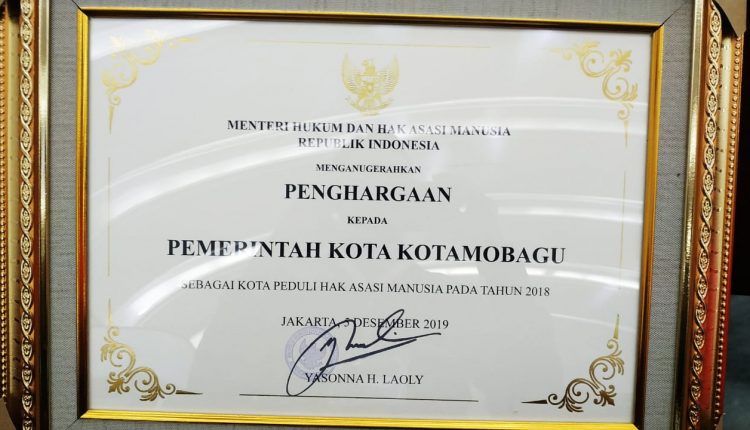 MENTERI HUKUM DAN HAK ASASI MANUSIA
REPUBLIK INDONESIA
MENGANUGERAHKAN
PENGHARGAAN
KEPADA
PEMERINTAH KOTA KOTAMOBAGU
SEBAGAI KOTA PEDULI HAK ASASI MANUSIA PADA TAHUN 2018
JAKARTA, 5 DESEMBER 2019
YASONNA H. LAOLY